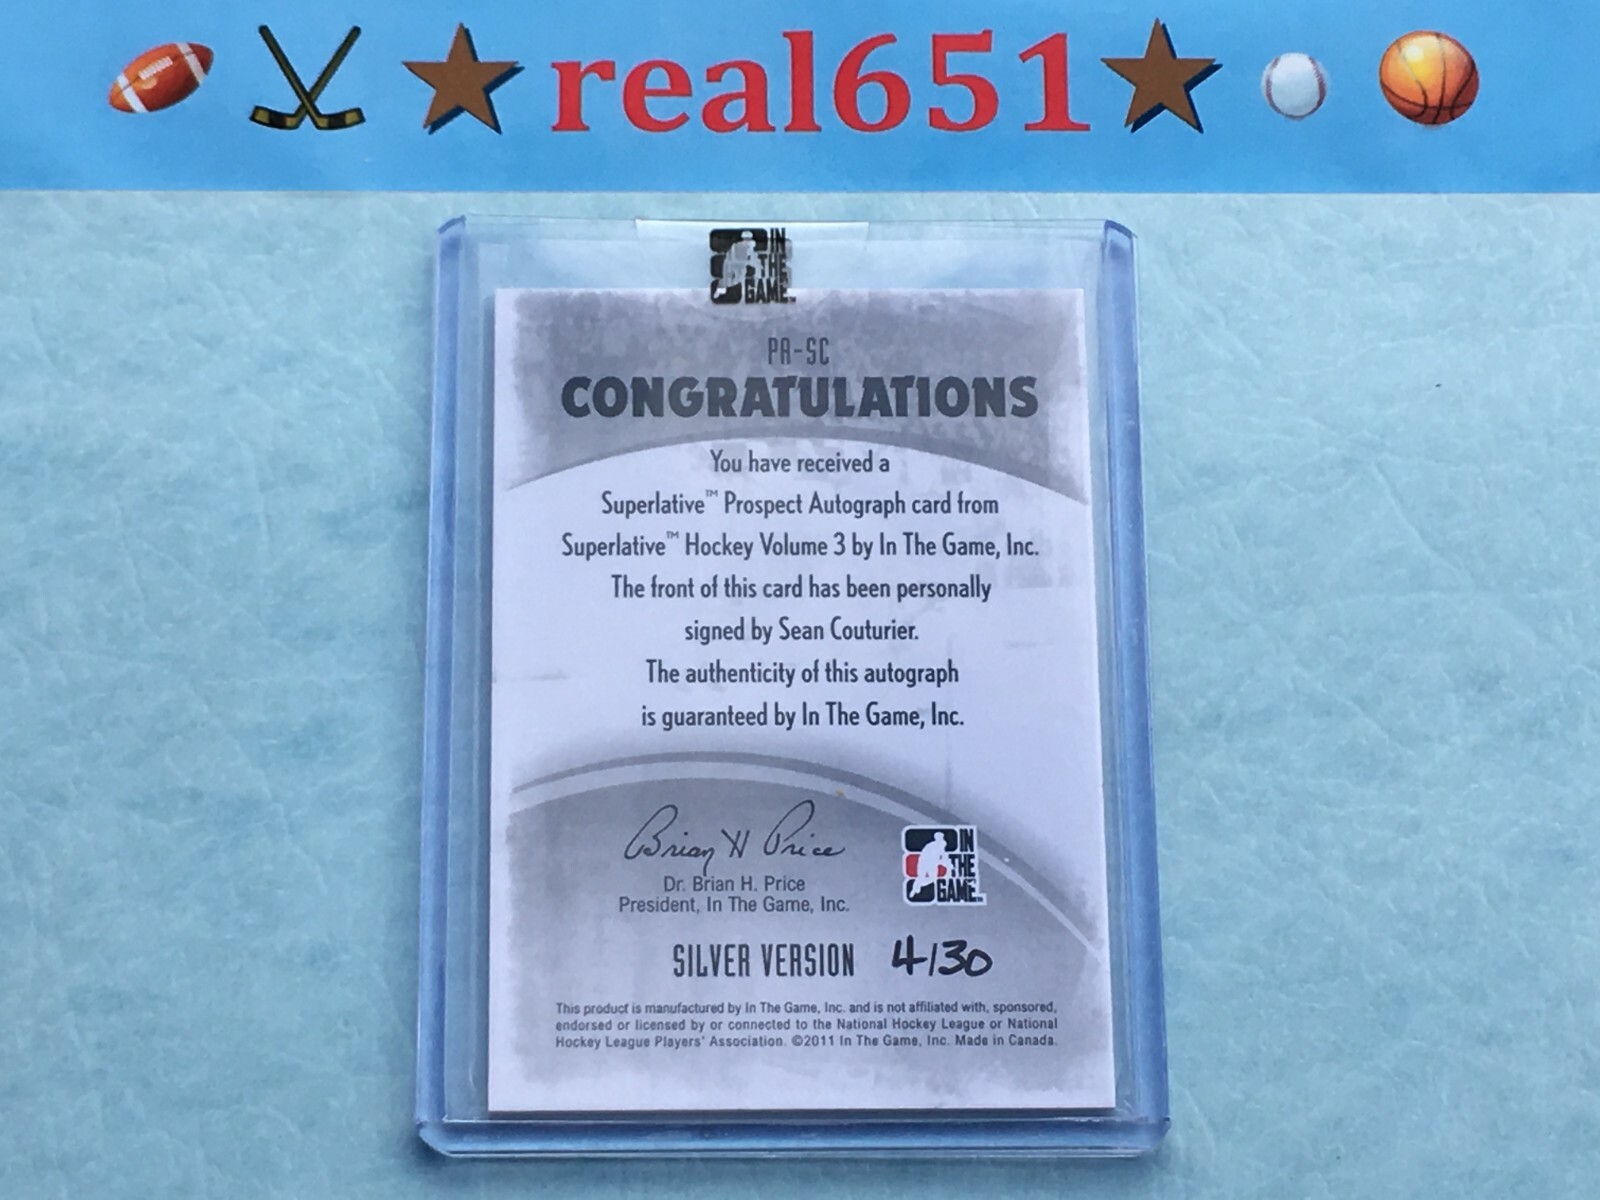 real651
IN
THE
GAME
PA-SC
CONGRATULATIONS
You have received a
Superlative™ Prospect Autograph card from
Superlative™ Hockey Volume 3 by In The Game, Inc.
The front of this card has been personally
signed by Sean Couturier.
The authenticity of this autograph
is guaranteed by In The Game, Inc.
Brian H Price
Dr. Brian H. Price
President, In The Game, Inc.
IN
THE
GAME
SILVER VERSION 4/30
This product is manufactured by In The Game, Inc. and is not affiliated with, sponsored,
endorsed or licensed by or connected to the National Hockey League or National
Hockey League Players' Association. ©2011 In The Game, Inc. Made in Canada.